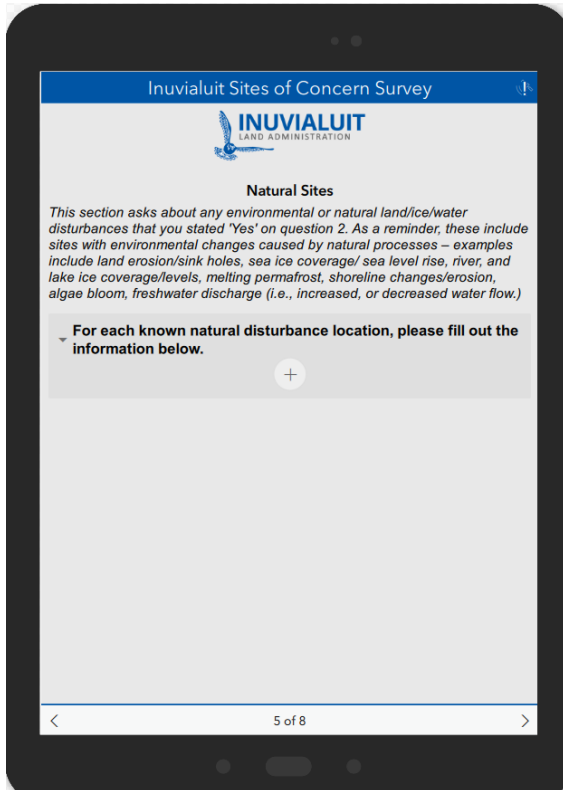 Inuvialuit Sites of Concern Survey
INUVIALUIT
LAND ADMINISTRATION
Natural Sites
This section asks about any environmental or natural land/ice/water
disturbances that you stated 'Yes' on question 2. As a reminder, these include
sites with environmental changes caused by natural processes – examples
include land erosion/sink holes, sea ice coverage/ sea level rise, river, and
lake ice coverage/levels, melting permafrost, shoreline changes/erosion,
algae bloom, freshwater discharge (i.e., increased, or decreased water flow.)
For each known natural disturbance location, please fill out the
information below.
5 of 8